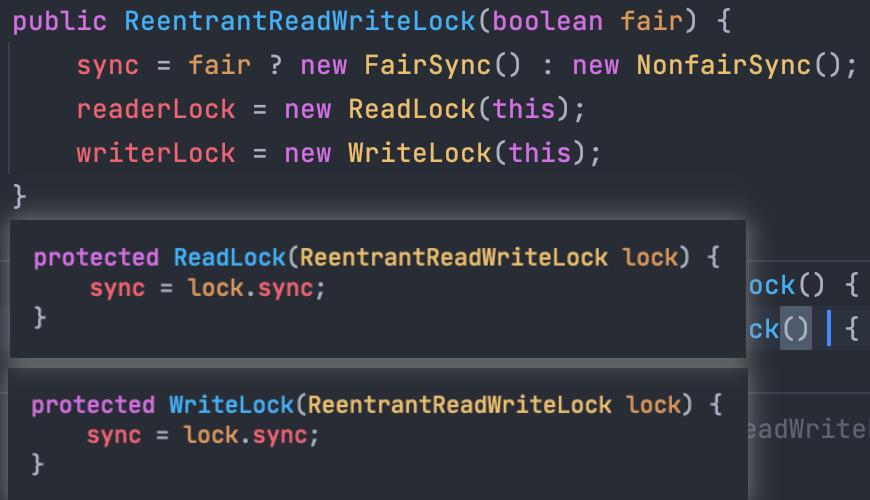 public ReentrantReadWriteLock(boolean fair) {
    sync = fair ? new FairSync() : new NonfairSync();
    readerLock = new ReadLock(this);
    writerLock = new WriteLock(this);
}
protected ReadLock(ReentrantReadWriteLock lock) {
    sync = lock.sync;
}
ock() {
ck() {
protected WriteLock(ReentrantReadWriteLock lock) {
    sync = lock.sync;
}
eadWrite